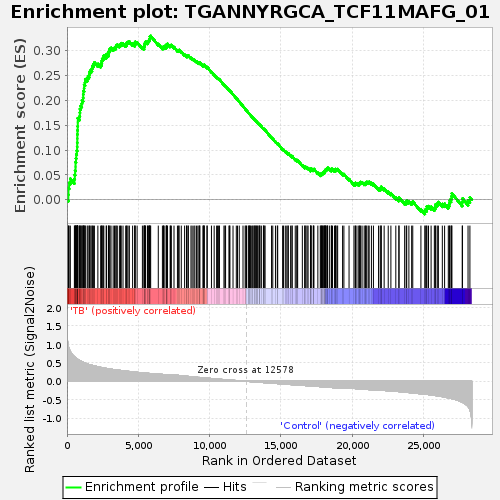 Enrichment plot: TGANNYRGCA_TCF11MAFG_01
Enrichment score (ES)
0.30
0.25
0.20
0.15
0.10
0.05
0.00
'TB' (positively correlated)
Ranked list metric (Signal2Noise)
2.0
1.5
1.0
0.5
0.0
-0.5
-1.0
Zero cross at 12578
'Control' (negatively correlated)
0
5,000
10,000
15,000
20,000
25,000
Rank in Ordered Dataset
Enrichment profile
Hits
Ranking metric scores